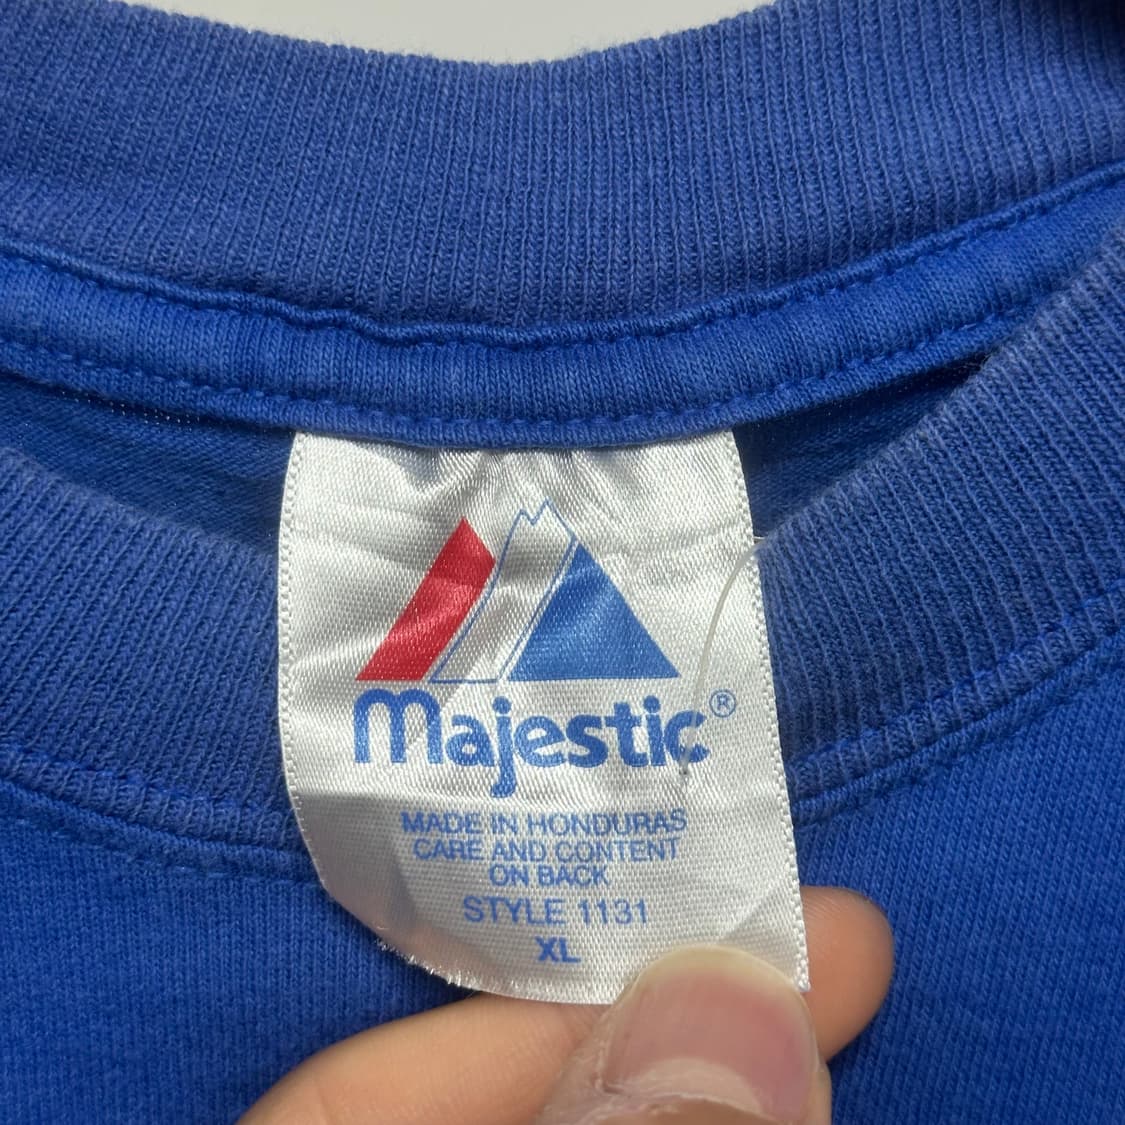 Majestic®
MADE IN HONDURAS
CARE AND CONTENT
ON BACK
STYLE 1131
XL